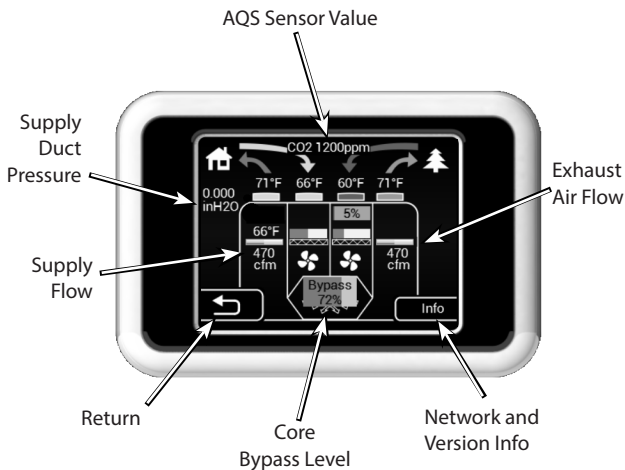 AQS Sensor Value
Supply
Duct
Pressure
CO2 1200ppm
71°F 66°F 60°F 71°F
0.000
inH2O
5%
Exhaust
Air Flow
66°F
470
cfm
470
cfm
Supply
Flow
Bypass
72%
Info
Return
Core
Bypass Level
Network and
Version Info